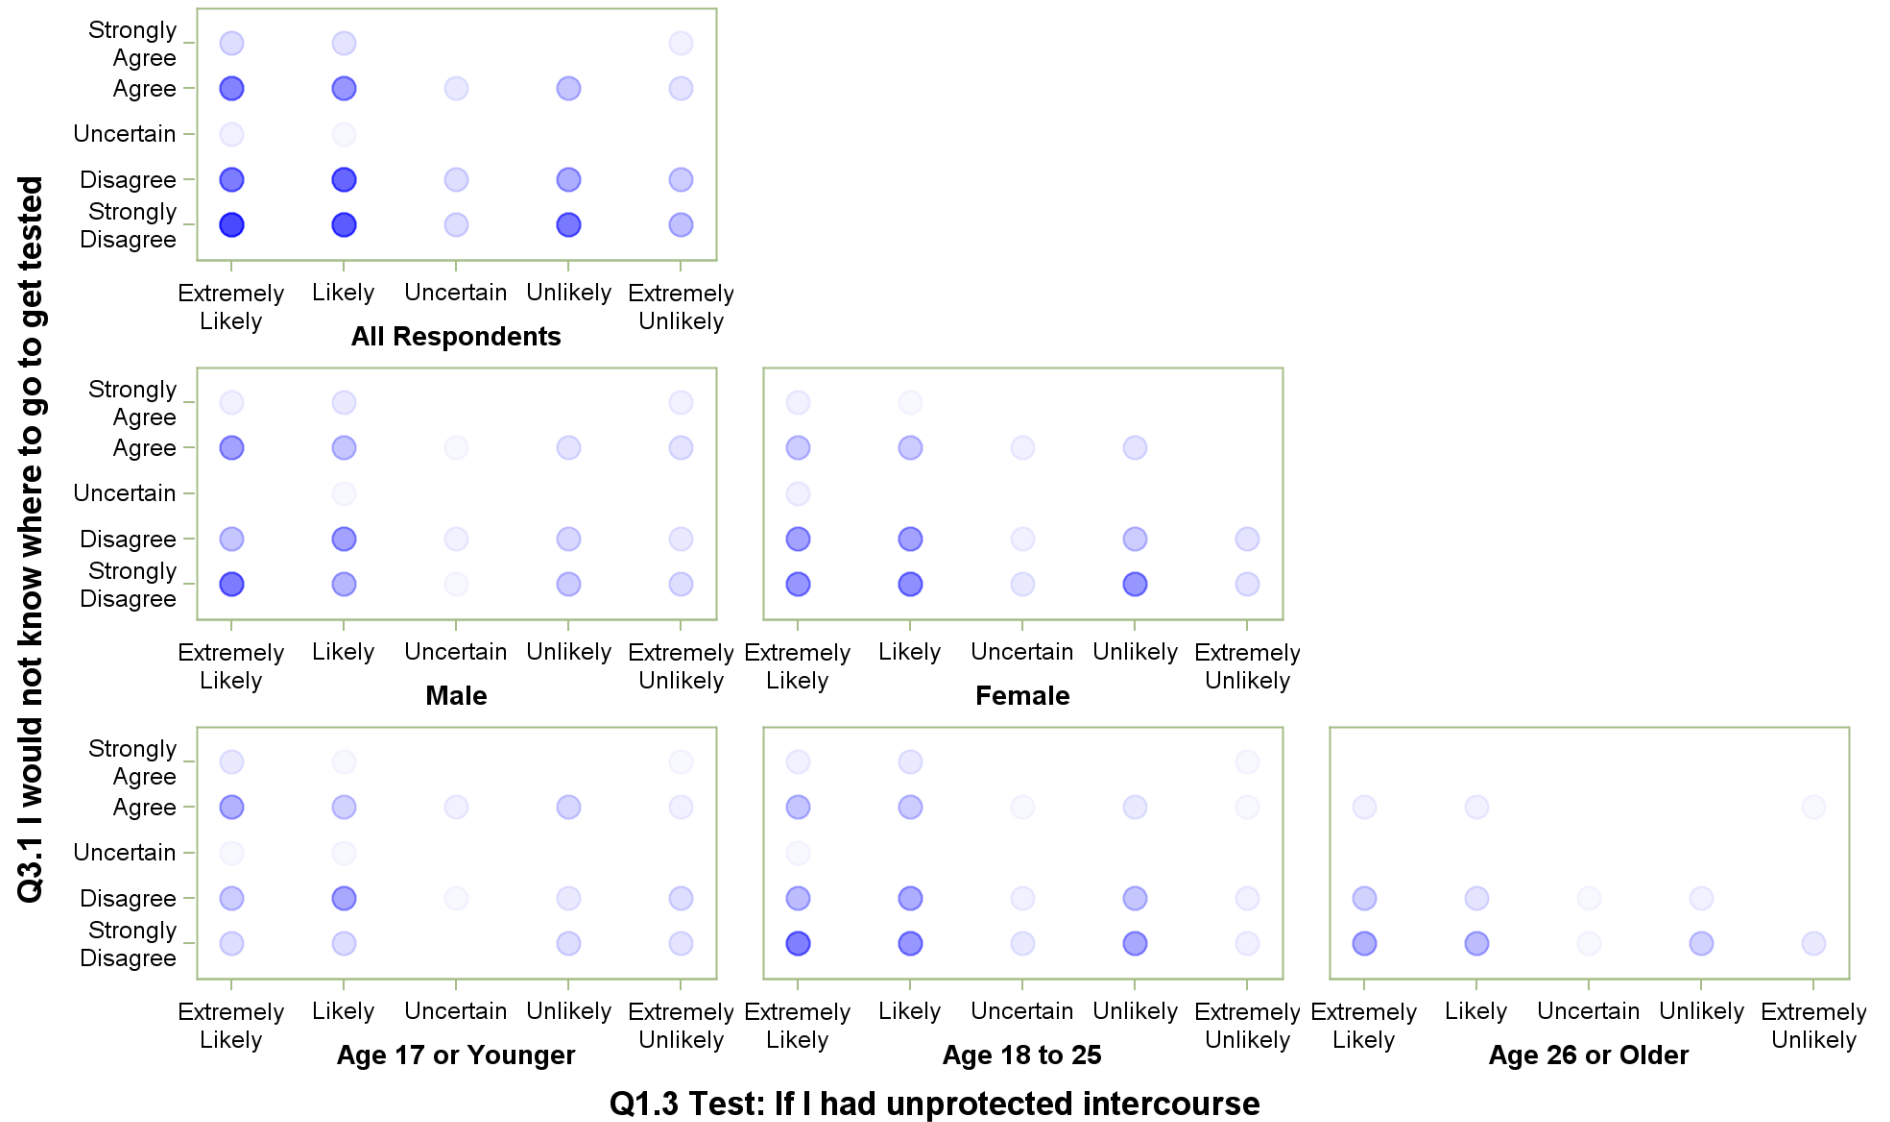 Q3.1 I would not know where to go to get tested
Strongly
Agree
Agree
Uncertain
Disagree
Strongly
Disagree
Extremely
Likely
Likely
Uncertain
Unlikely
Extremely
Unlikely
All Respondents
Strongly
Agree
Agree
Uncertain
Disagree
Strongly
Disagree
Extremely
Likely
Likely
Uncertain
Unlikely
Extremely
Unlikely
Male
Extremely
Likely
Likely
Uncertain
Unlikely
Extremely
Unlikely
Female
Strongly
Agree
Agree
Uncertain
Disagree
Strongly
Disagree
Extremely
Likely
Likely
Uncertain
Unlikely
Extremely
Unlikely
Age 17 or Younger
Extremely
Likely
Likely
Uncertain
Unlikely
Extremely
Unlikely
Age 18 to 25
Extremely
Likely
Likely
Uncertain
Unlikely
Extremely
Unlikely
Age 26 or Older
Q1.3 Test: If I had unprotected intercourse